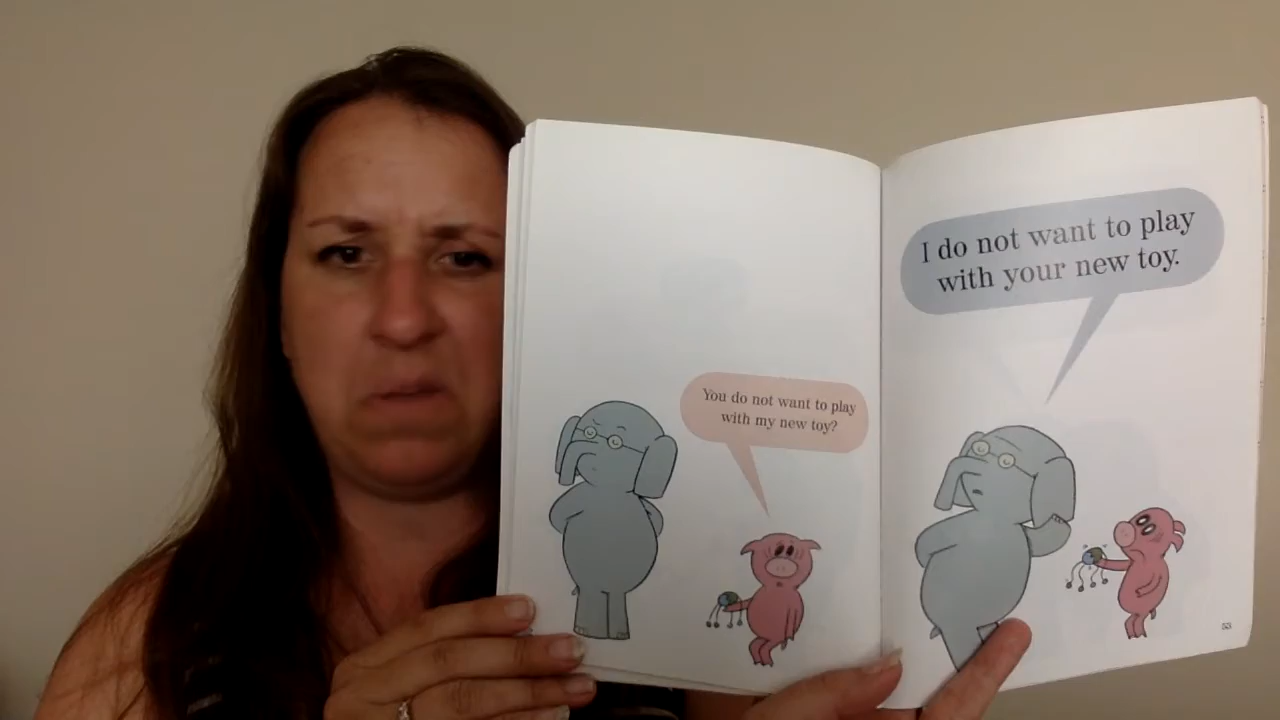 You do not want to play
with my new toy?
I do not want to play
with your new toy.
53